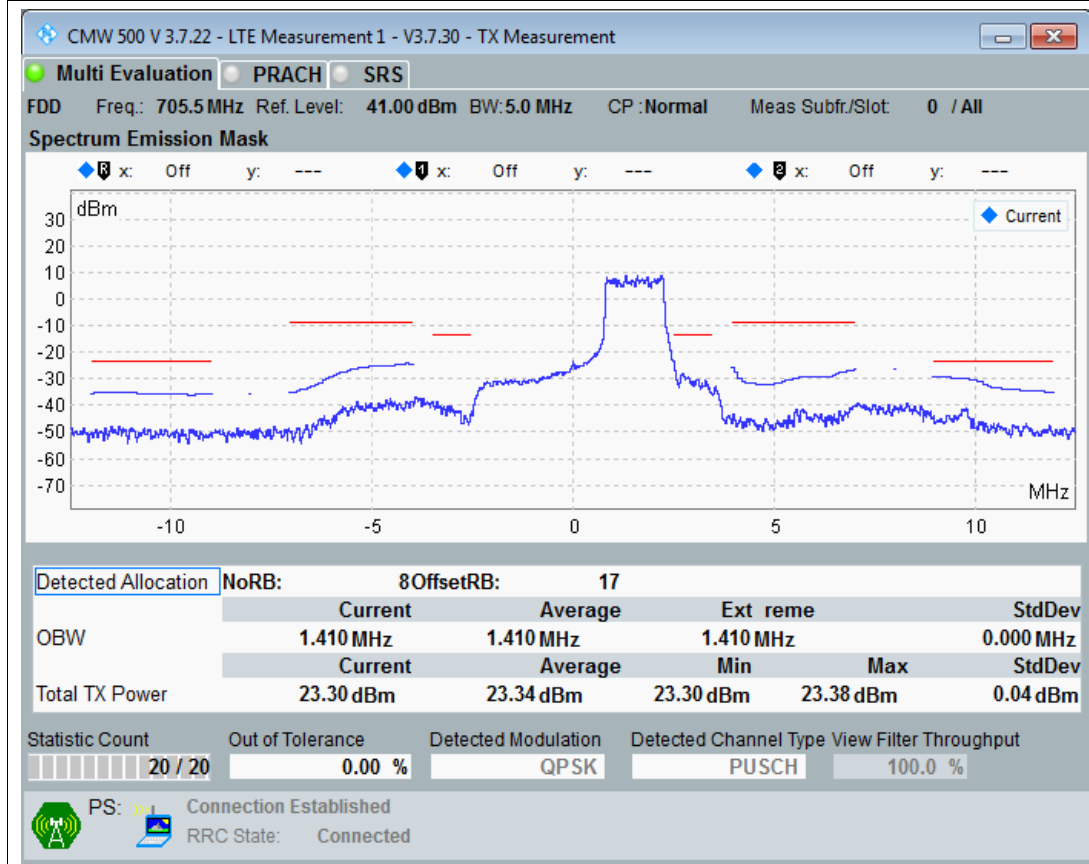 CMW 500 V 3.7.22 - LTE Measurement 1 - V3.7.30 - TX Measurement
Multi Evaluation PRACH SRS
FDD Freq.: 705.5 MHz Ref. Level: 41.00 dBm BW: 5.0 MHz CP : Normal Meas Subfr./Slot: 0 / All
Spectrum Emission Mask
R x: Off y: --- 1 x: Off y: --- 2 x: Off y: ---
dBm
Current
30
20
10
0
-10
-20
-30
-40
-50
-60
-70
MHz
-10 -5 0 5 10
Detected Allocation NoRB: 8 OffsetRB: 17
Current Average Ext reme StdDev
OBW 1.410 MHz 1.410 MHz 1.410 MHz 0.000 MHz
Current Average Min Max StdDev
Total TX Power 23.30 dBm 23.34 dBm 23.30 dBm 23.38 dBm 0.04 dBm
Statistic Count Out of Tolerance Detected Modulation Detected Channel Type View Filter Throughput
20 / 20 0.00 % QPSK PUSCH 100.0 %
PS: Connection Established
RRC State: Connected